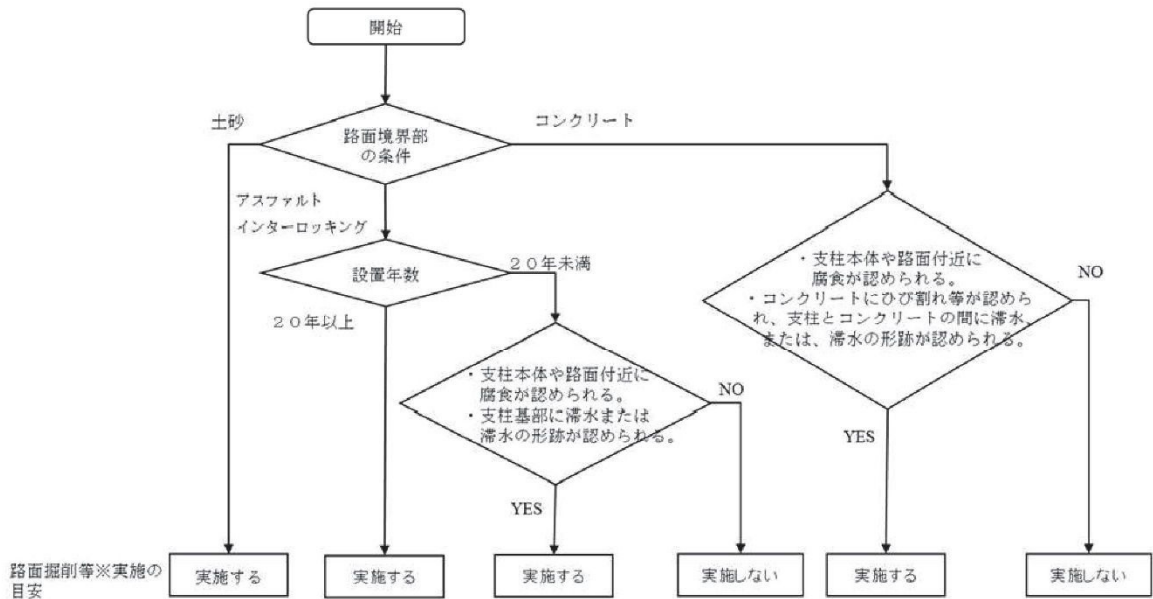 開始
土砂
コンクリート
路面境界部
の条件
アスファルト
インターロッキング
設置年数
20年未満
20年以上
・支柱本体や路面付近に
腐食が認められる。
・支柱基部に滞水または
滞水の形跡が認められる。
NO
YES
・支柱本体や路面付近に
腐食が認められる。
・コンクリートにひび割れ等が認めら
れ、支柱とコンクリートの間に滞水、
または、滞水の形跡が認められる。
NO
YES
路面掘削等※実施の
目安
実施する
実施する
実施する
実施しない
実施する
実施しない